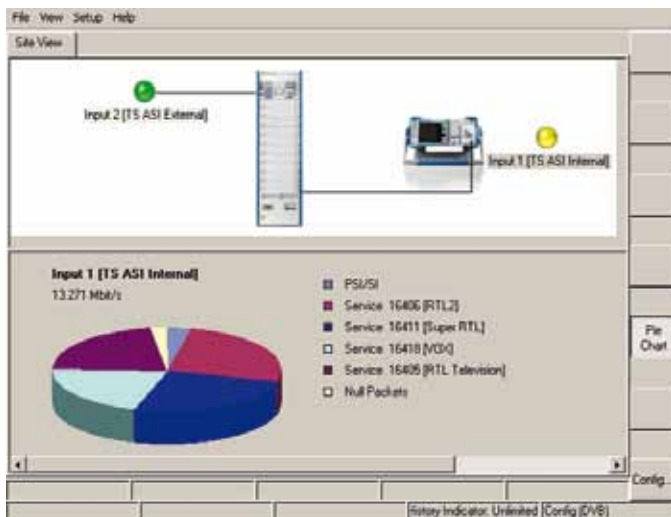 File View Setup Help
Site View
Input 2 [TS ASI External]
Input 1 [TS ASI Internal]
Input 1 [TS ASI Internal]
13.271 Mbit/s
PSI/SI
Service 16406 [RTL2]
Service 16411 [Super RTL]
Service 16418 [VOX]
Service 16405 [RTL Television]
Null Packets
Pie
Chart
Config...
History Indicator: Unlimited
Config (DVB)